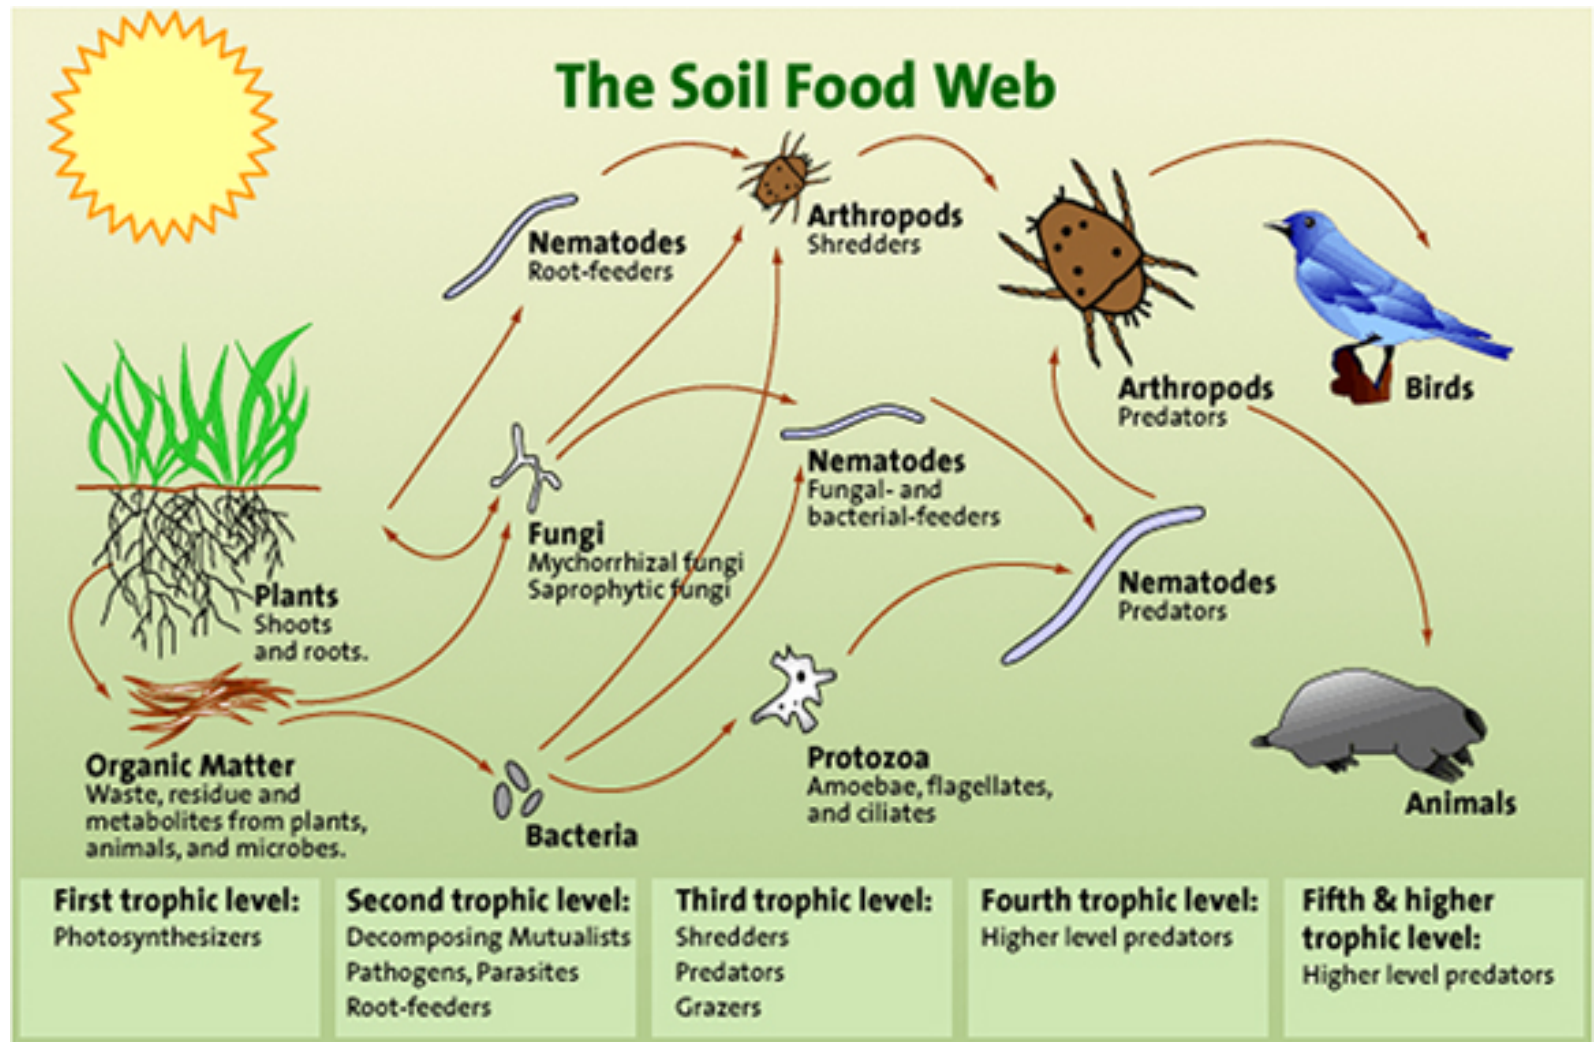 The Soil Food Web
Arthropods
Shredders
Nematodes
Root-feeders
Arthropods
Predators
Birds
Nematodes
Fungal- and
bacterial-feeders
Fungi
Mychorrhizal fungi
Saprophytic fungi
Nematodes
Predators
Plants
Shoots
and roots.
Organic Matter
Waste, residue and
metabolites from plants,
animals, and microbes.
Bacteria
Protozoa
Amoebae, flagellates,
and ciliates
Animals
First trophic level:
Photosynthesizers
Second trophic level:
Decomposing Mutualists
Pathogens, Parasites
Root-feeders
Third trophic level:
Shredders
Predators
Grazers
Fourth trophic level:
Higher level predators
Fifth & higher
trophic level:
Higher level predators